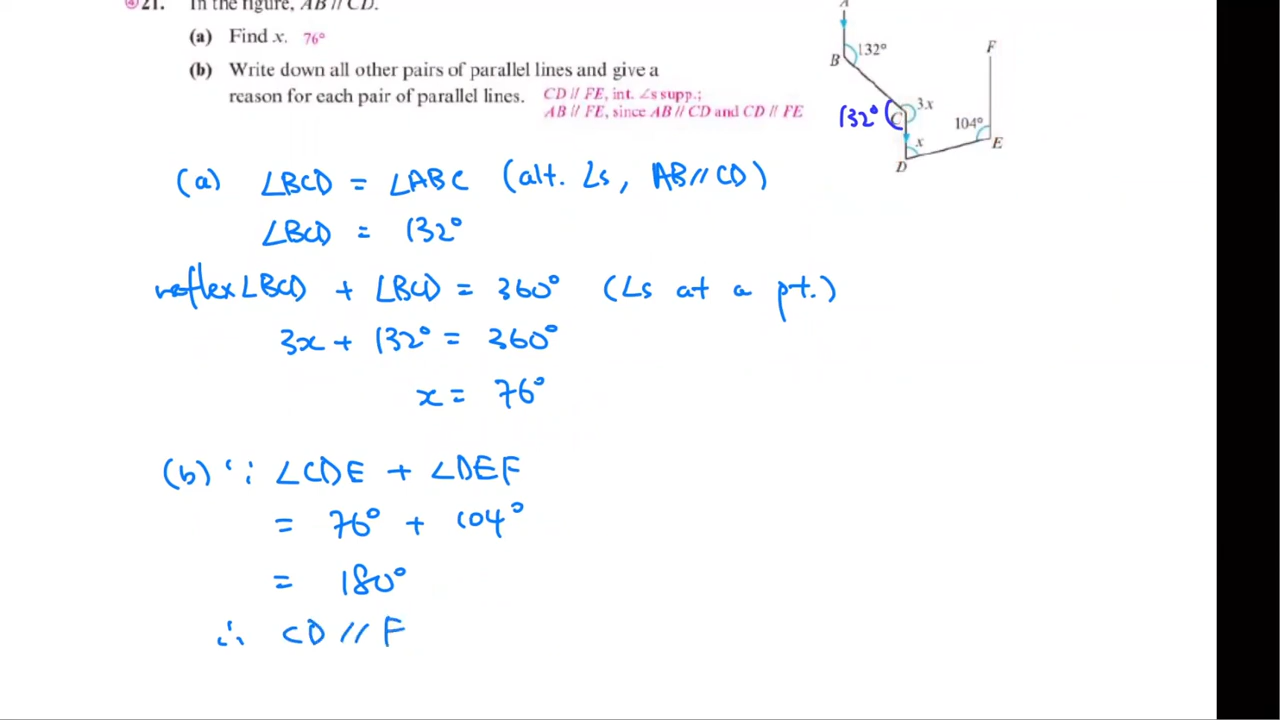 21. In the figure, AB // CD.
(a) Find x. 76°
(b) Write down all other pairs of parallel lines and give a
reason for each pair of parallel lines. CD // FE, int. ∠s supp.;
AB // FE, since AB // CD and CD // FE
A
B
132°
F
132°
C
3x
104°
E
x
D
(a) ∠BCD = ∠ABC (alt. ∠s, AB // CD)
∠BCD = 132°
reflex∠BCD + ∠BCD = 360° (∠s at a pt.)
3x + 132° = 360°
x = 76°
(b) ∵ ∠CDE + ∠DEF
= 76° + 104°
= 180°
∴ CD // F